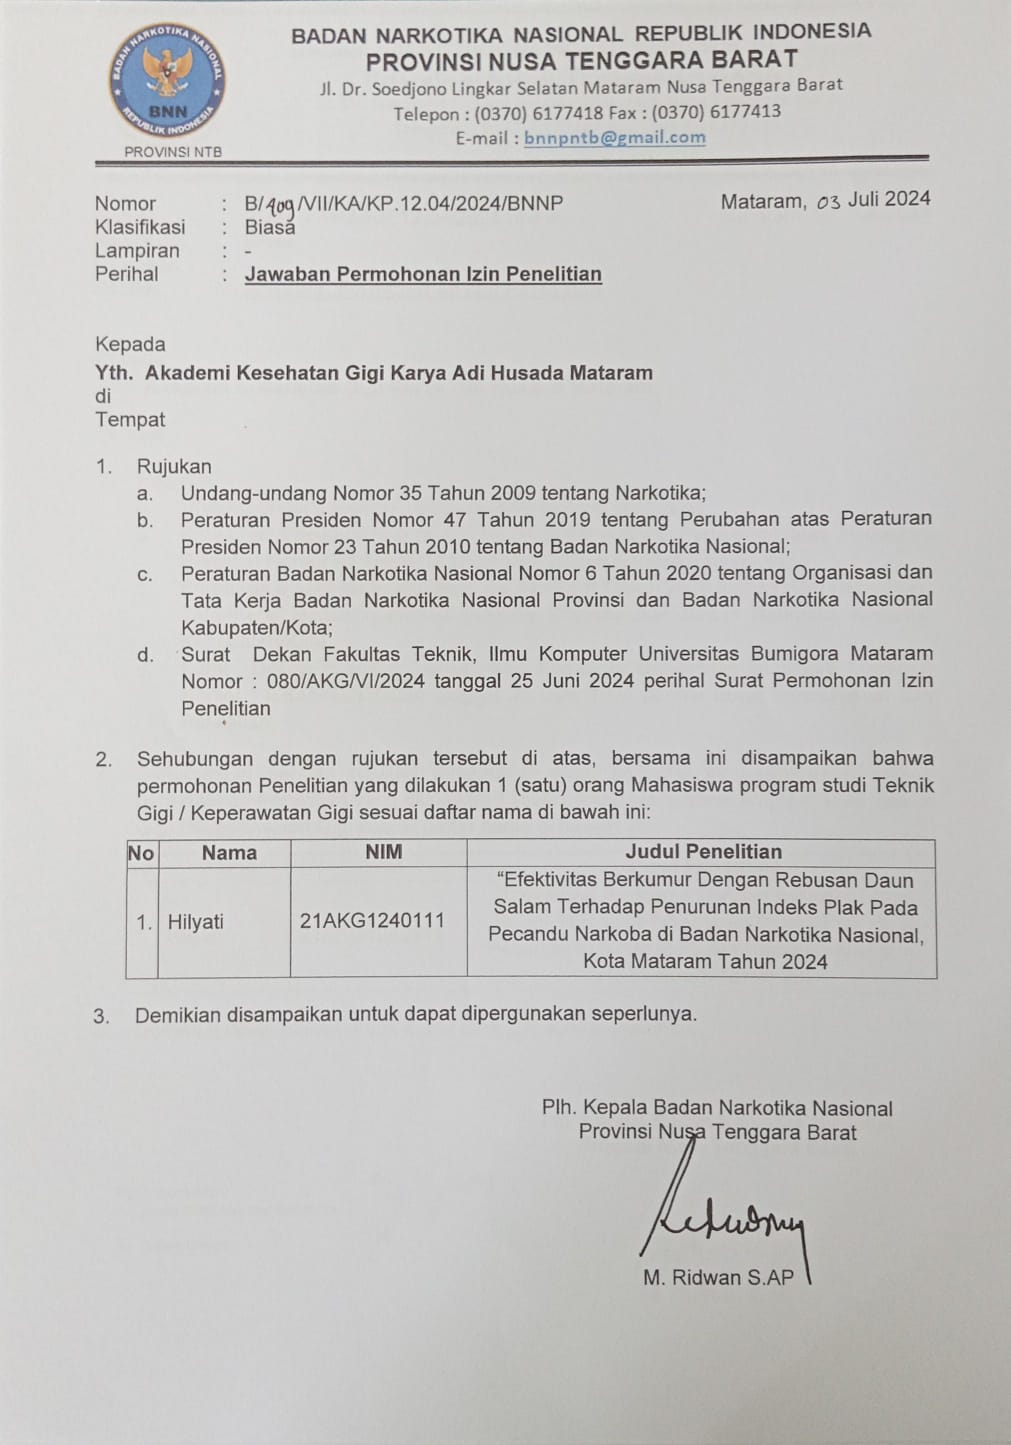 BADAN NARKOTIKA NASIONAL
BNN
REPUBLIK INDONESIA
PROVINSI NTB
BADAN NARKOTIKA NASIONAL REPUBLIK INDONESIA
PROVINSI NUSA TENGGARA BARAT
Jl. Dr. Soedjono Lingkar Selatan Mataram Nusa Tenggara Barat
Telepon : (0370) 6177418 Fax : (0370) 6177413
E-mail : bnnpntb@gmail.com
Nomor : B/909/VII/KA/KP.12.04/2024/BNNP Mataram, 03 Juli 2024
Klasifikasi : Biasa
Lampiran : -
Perihal : Jawaban Permohonan Izin Penelitian
Kepada
Yth. Akademi Kesehatan Gigi Karya Adi Husada Mataram
di
Tempat
1. Rujukan
a. Undang-undang Nomor 35 Tahun 2009 tentang Narkotika;
b. Peraturan Presiden Nomor 47 Tahun 2019 tentang Perubahan atas Peraturan
Presiden Nomor 23 Tahun 2010 tentang Badan Narkotika Nasional;
c. Peraturan Badan Narkotika Nasional Nomor 6 Tahun 2020 tentang Organisasi dan
Tata Kerja Badan Narkotika Nasional Provinsi dan Badan Narkotika Nasional
Kabupaten/Kota;
d. Surat Dekan Fakultas Teknik, Ilmu Komputer Universitas Bumigora Mataram
Nomor : 080/AKG/VI/2024 tanggal 25 Juni 2024 perihal Surat Permohonan Izin
Penelitian
2. Sehubungan dengan rujukan tersebut di atas, bersama ini disampaikan bahwa
permohonan Penelitian yang dilakukan 1 (satu) orang Mahasiswa program studi Teknik
Gigi / Keperawatan Gigi sesuai daftar nama di bawah ini:
No Nama NIM Judul Penelitian
1. Hilyati 21AKG1240111 “Efektivitas Berkumur Dengan Rebusan Daun
Salam Terhadap Penurunan Indeks Plak Pada
Pecandu Narkoba di Badan Narkotika Nasional,
Kota Mataram Tahun 2024
3. Demikian disampaikan untuk dapat dipergunakan seperlunya.
Plh. Kepala Badan Narkotika Nasional
Provinsi Nusa Tenggara Barat
M. Ridwan S.AP